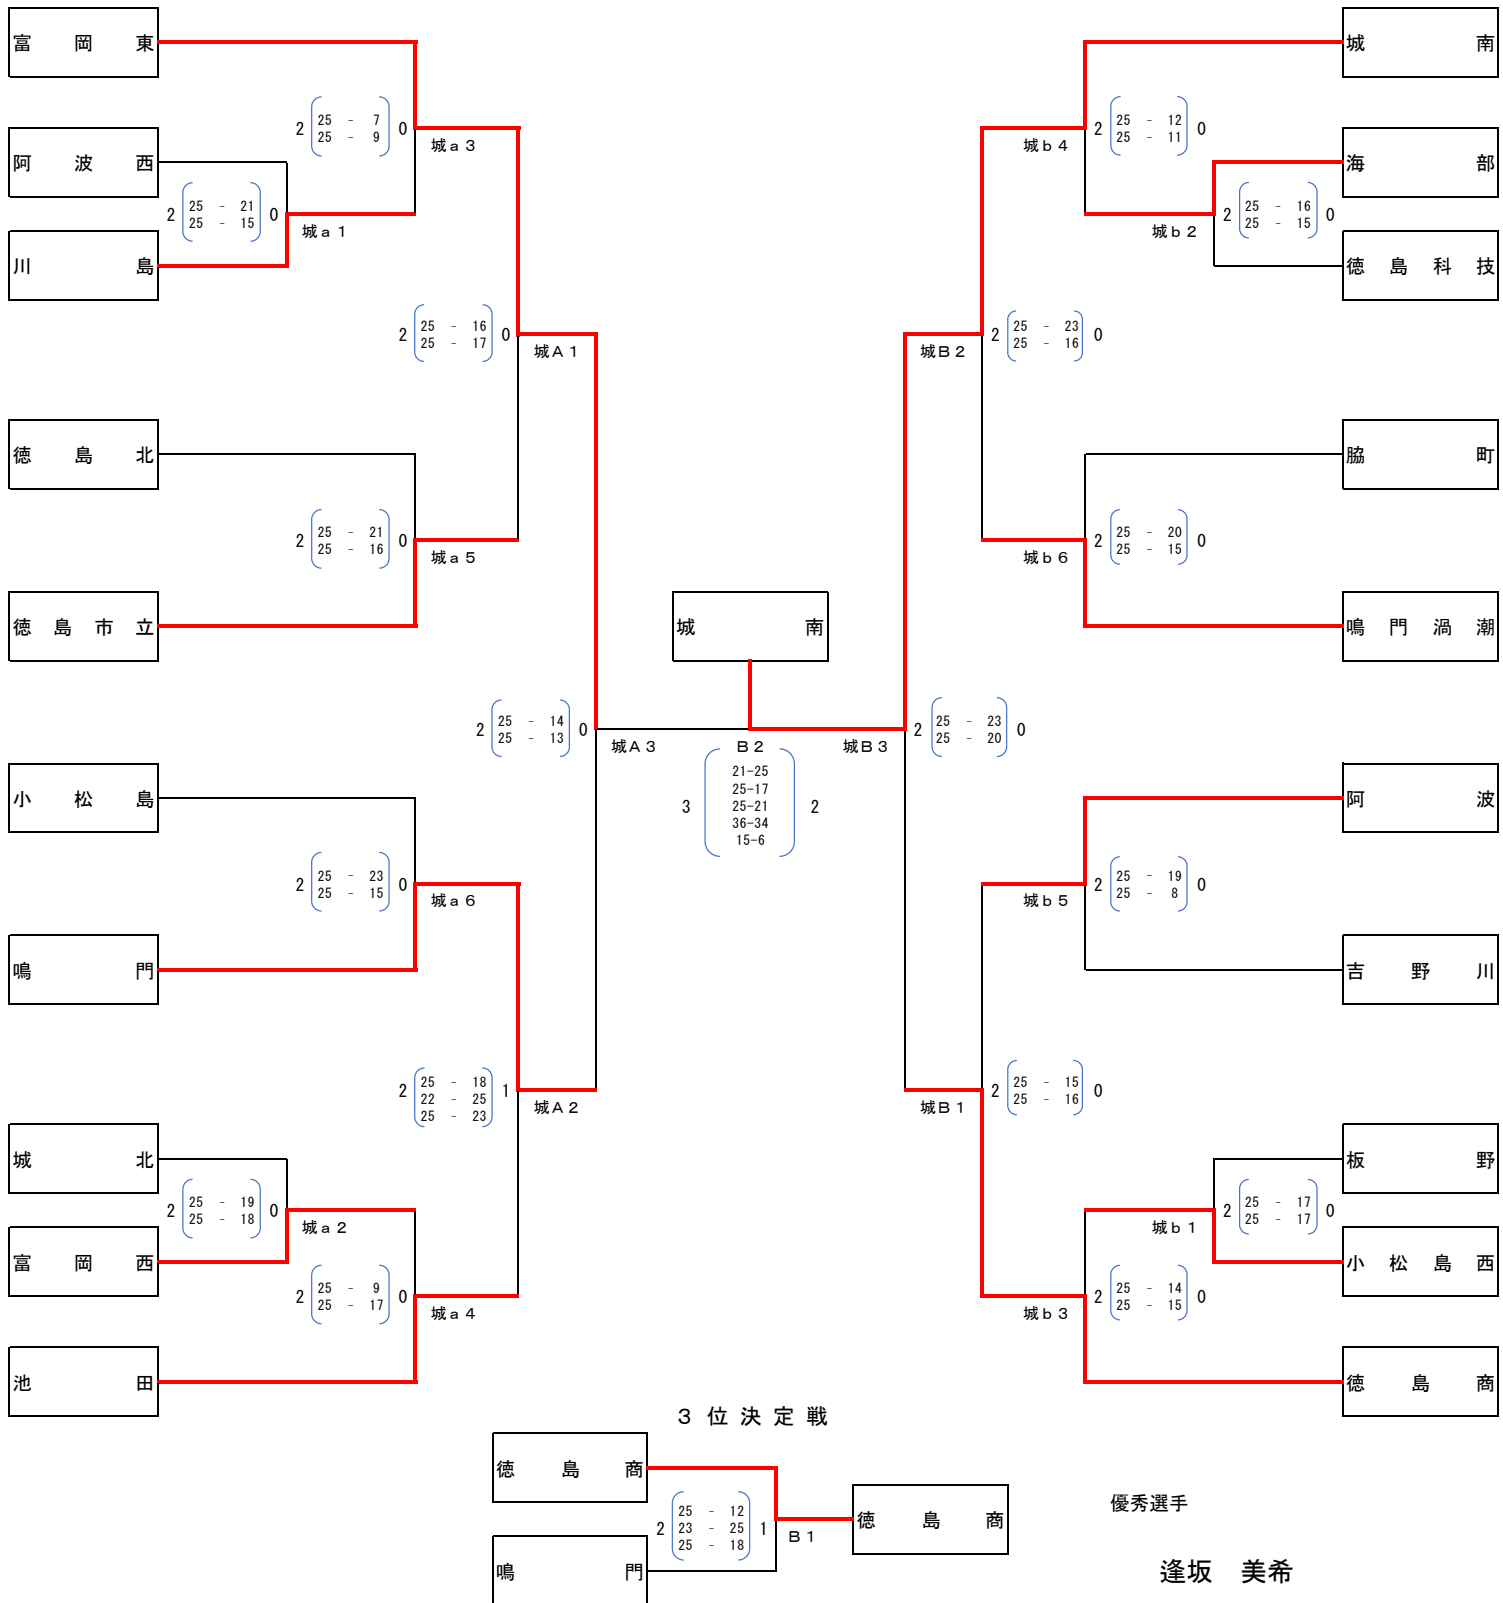 富岡東
城南
2 25 - 7 0
25 - 9
城a3
城b4
2 25 - 12 0
25 - 11
阿波西
海部
2 25 - 21 0
25 - 15
城a1
城b2
2 25 - 16 0
25 - 15
川島
徳島科技
2 25 - 16 0
25 - 17
城A1
城B2
2 25 - 23 0
25 - 16
徳島北
脇町
2 25 - 21 0
25 - 16
城a5
城b6
2 25 - 20 0
25 - 15
徳島市立
城南
鳴門渦潮
2 25 - 14 0
25 - 13
城A3
B2
城B3
2 25 - 23 0
25 - 20
3 21-25 2
25-17
25-21
36-34
15-6
小松島
阿波
2 25 - 23 0
25 - 15
城a6
城b5
2 25 - 19 0
25 - 8
鳴門
吉野川
2 25 - 18 1
22 - 25
25 - 23
城A2
城B1
2 25 - 15 0
25 - 16
城北
板野
2 25 - 19 0
25 - 18
城a2
城b1
2 25 - 17 0
25 - 17
富岡西
小松島西
2 25 - 9 0
25 - 17
城a4
城b3
2 25 - 14 0
25 - 15
池田
徳島商
3位決定戦
徳島商
2 25 - 12 1
23 - 25
25 - 18
B1
徳島商
鳴門
優秀選手
逢坂 美希